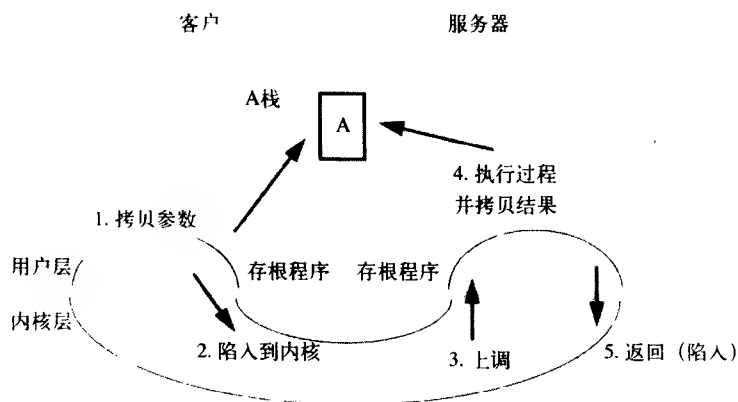 客户
服务器
A栈
A
4. 执行过程
并拷贝结果
1. 拷贝参数
用户层
存根程序
存根程序
内核层
2. 陷入到内核
3. 上调
5. 返回（陷入）